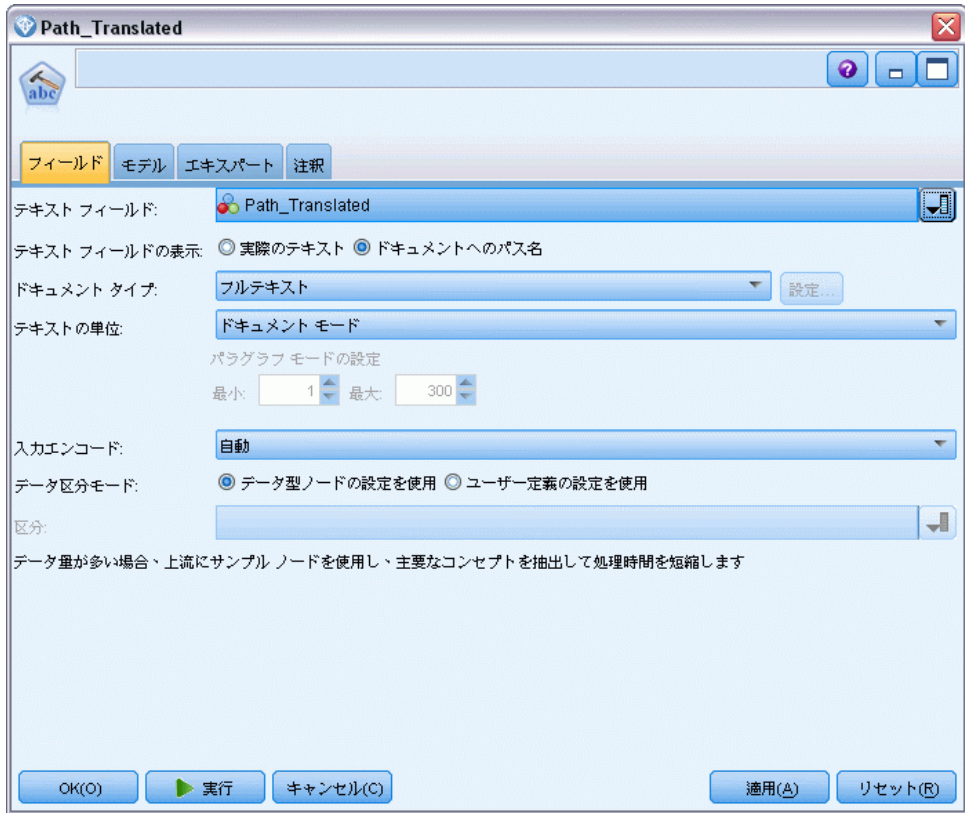 Path_Translated
abc
フィールド モデル エキスパート 注釈
テキスト フィールド: Path_Translated
テキスト フィールドの表示: 実際のテキスト ドキュメントへのパス名
ドキュメント タイプ: フルテキスト 設定...
テキストの単位: ドキュメント モード
パラグラフ モードの設定
最小: 1 最大: 300
入力エンコード: 自動
データ区分モード: データ型ノードの設定を使用 ユーザー定義の設定を使用
区分:
データ量が多い場合、上流にサンプル ノードを使用し、主要なコンセプトを抽出して処理時間を短縮します
OK(O) 実行 キャンセル(C) 適用(A) リセット(R)